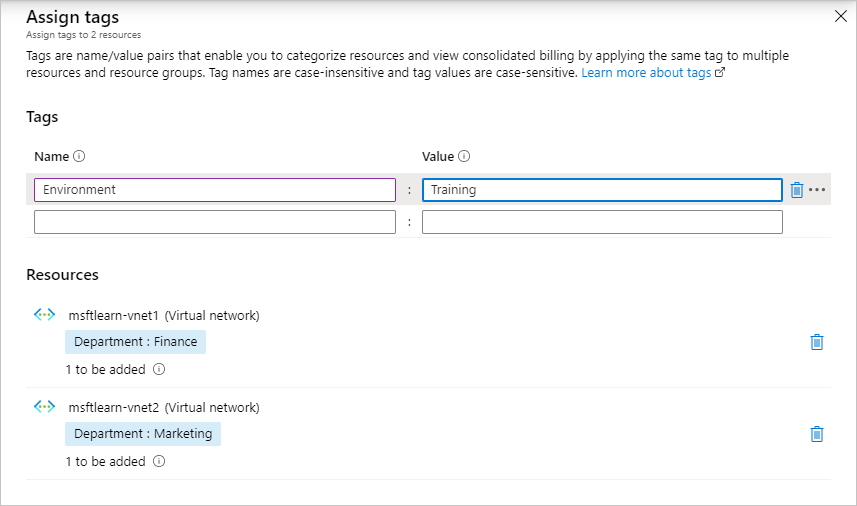 Assign tags
Assign tags to 2 resources
Tags are name/value pairs that enable you to categorize resources and view consolidated billing by applying the same tag to multiple
resources and resource groups. Tag names are case-insensitive and tag values are case-sensitive. Learn more about tags
Tags
Name Value
Environment : Training
:
Resources
msftlearn-vnet1 (Virtual network)
Department : Finance
1 to be added
msftlearn-vnet2 (Virtual network)
Department : Marketing
1 to be added